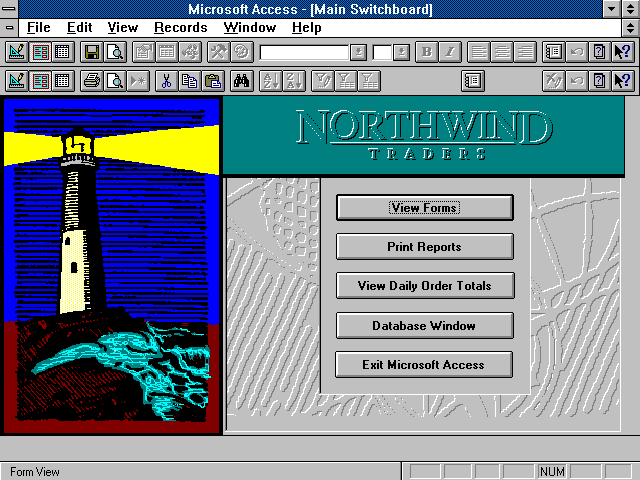 Microsoft Access - [Main Switchboard]
File Edit View Records Window Help
B I
NORTHWIND
TRADERS
View Forms
Print Reports
View Daily Order Totals
Database Window
Exit Microsoft Access
Form View NUM